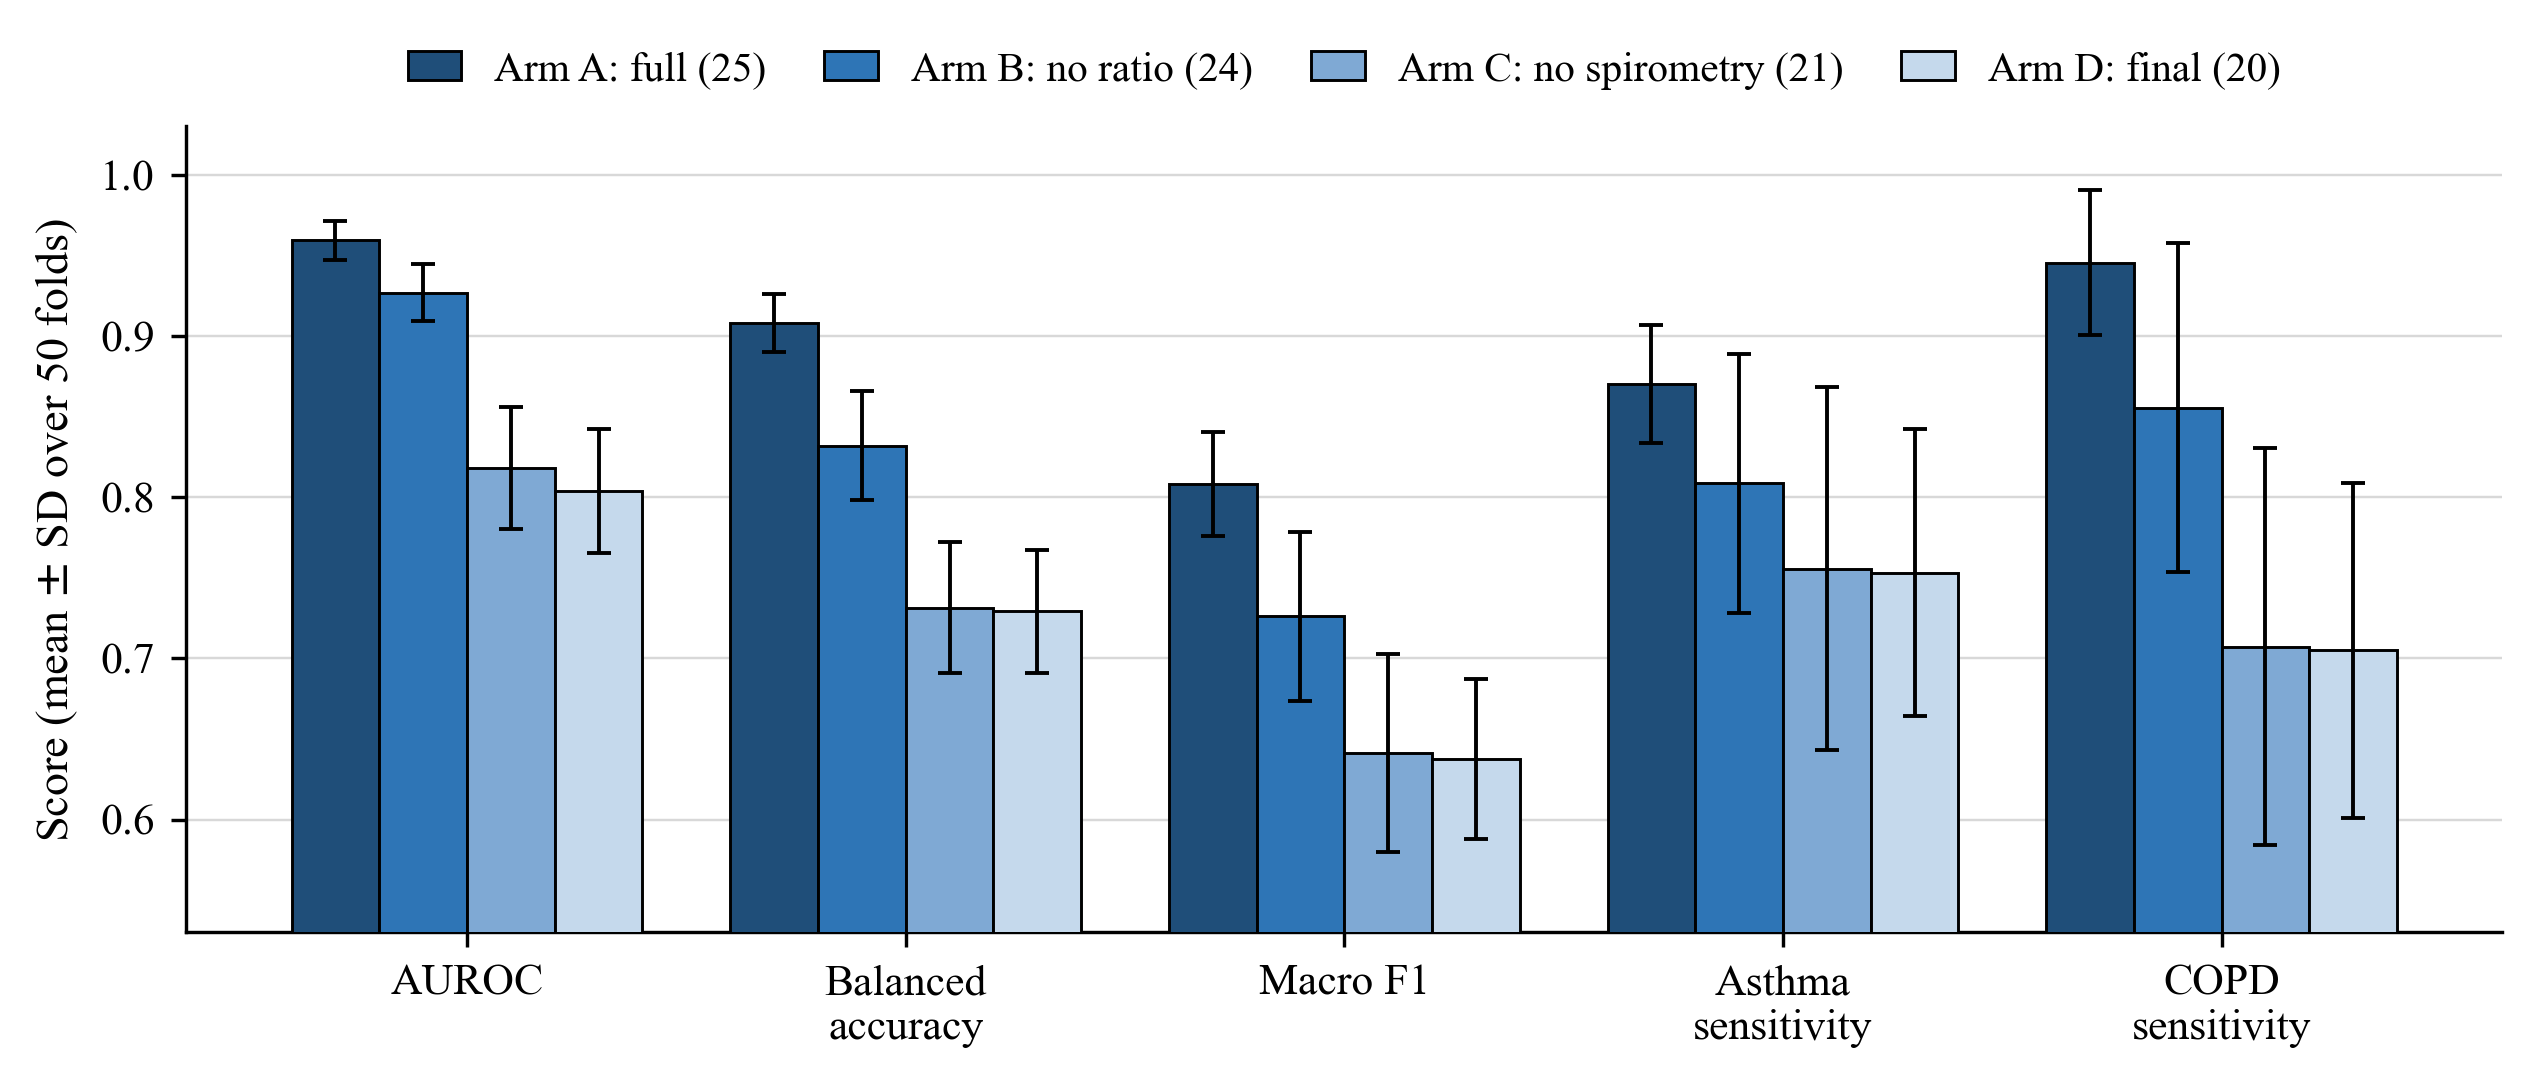 Arm A: full (25)
Arm B: no ratio (24)
Arm C: no spirometry (21)
Arm D: final (20)
Score (mean ± SD over 50 folds)
1.0
0.9
0.8
0.7
0.6
AUROC
Balanced
accuracy
Macro F1
Asthma
sensitivity
COPD
sensitivity